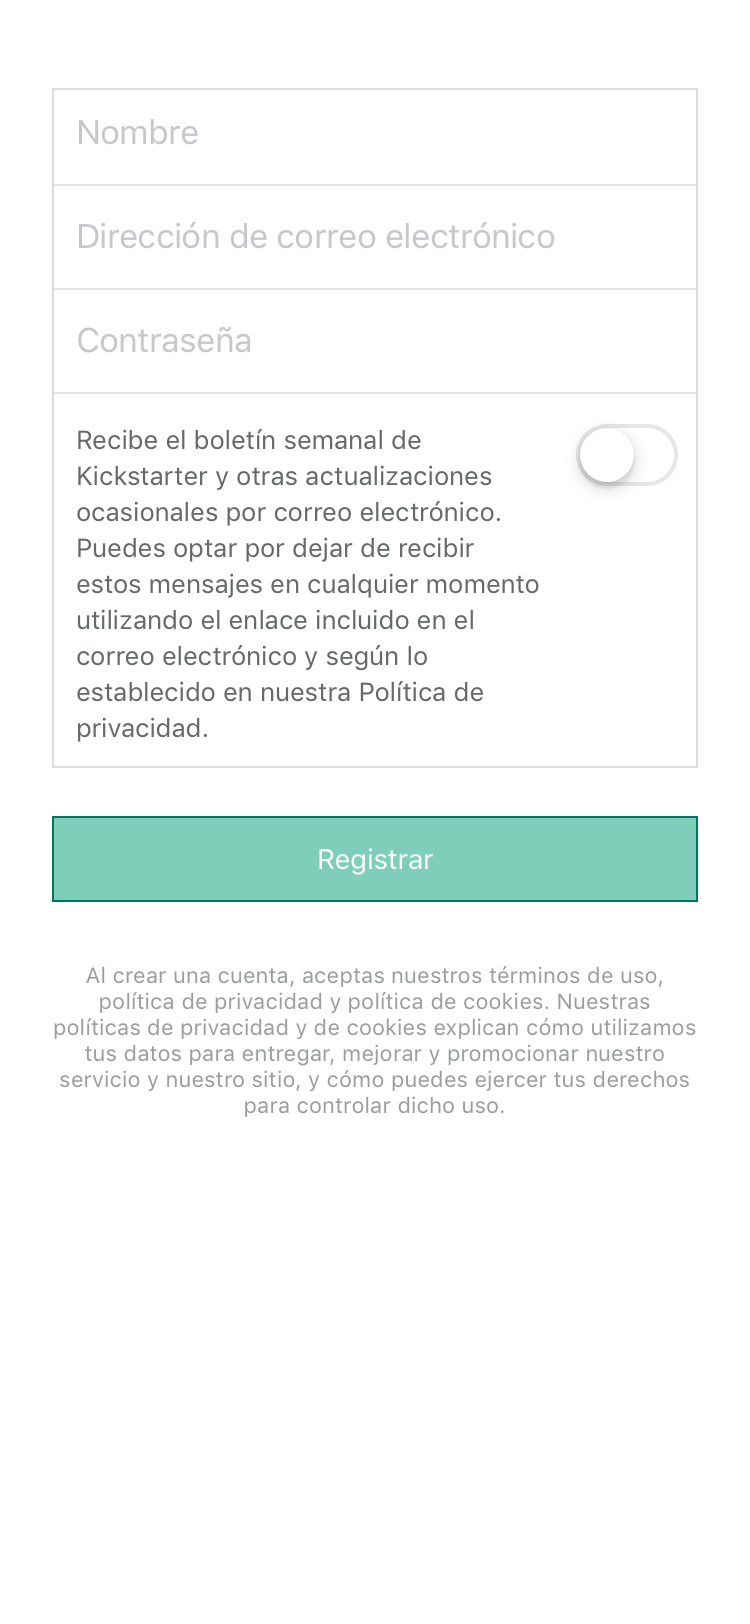 Nombre
Dirección de correo electrónico
Contraseña
Recibe el boletín semanal de
Kickstarter y otras actualizaciones
ocasionales por correo electrónico.
Puedes optar por dejar de recibir
estos mensajes en cualquier momento
utilizando el enlace incluido en el
correo electrónico y según lo
establecido en nuestra Política de
privacidad.
Registrar
Al crear una cuenta, aceptas nuestros términos de uso,
política de privacidad y política de cookies. Nuestras
políticas de privacidad y de cookies explican cómo utilizamos
tus datos para entregar, mejorar y promocionar nuestro
servicio y nuestro sitio, y cómo puedes ejercer tus derechos
para controlar dicho uso.